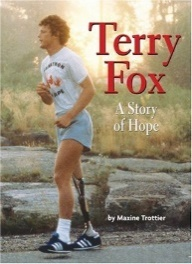 Terry
Fox
A Story
of Hope
by Maxine Trottier